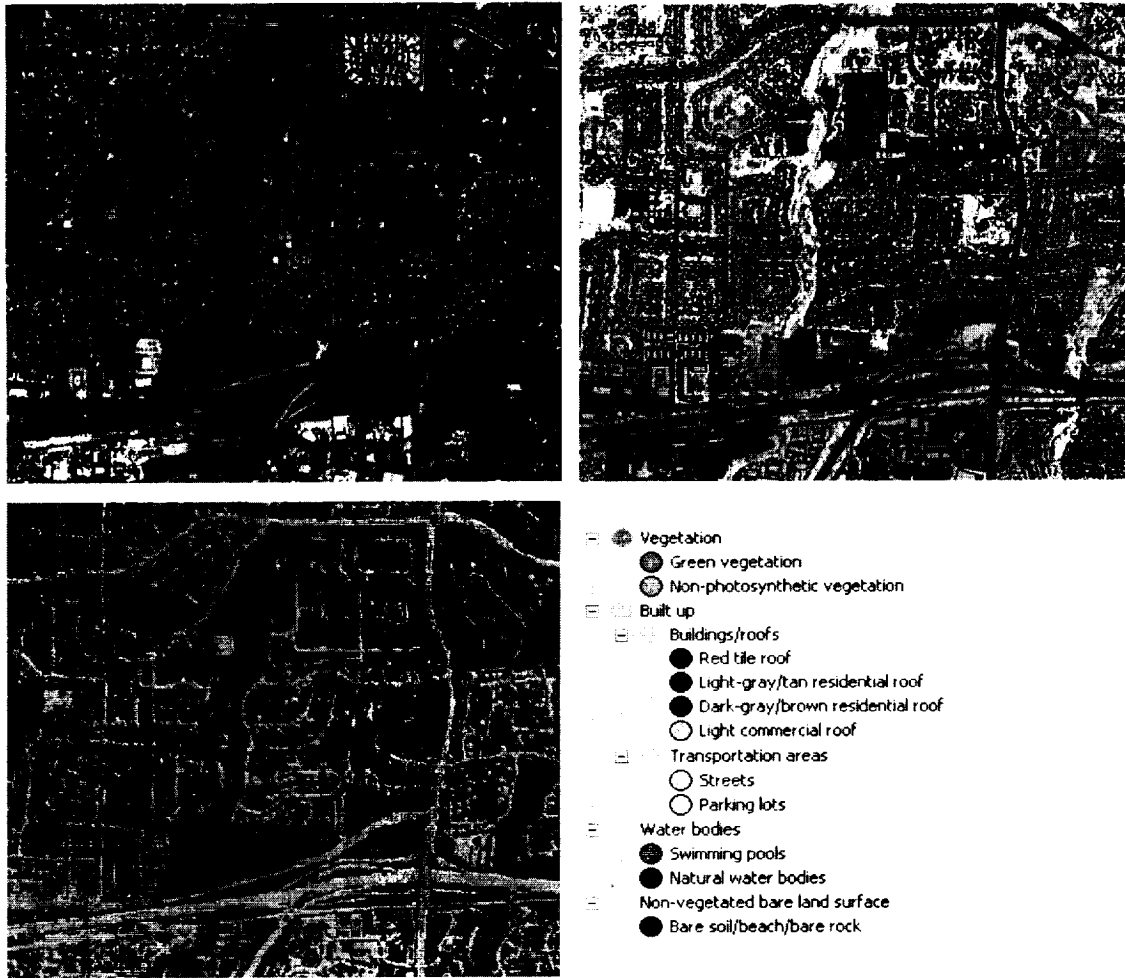 Vegetation
Green vegetation
Non-photosynthetic vegetation
Built up
Buildings/roofs
Red tile roof
Light-gray/tan residential roof
Dark-gray/brown residential roof
Light commercial roof
Transportation areas
Streets
Parking lots
Water bodies
Swimming pools
Natural water bodies
Non-vegetated bare land surface
Bare soil/beach/bare rock